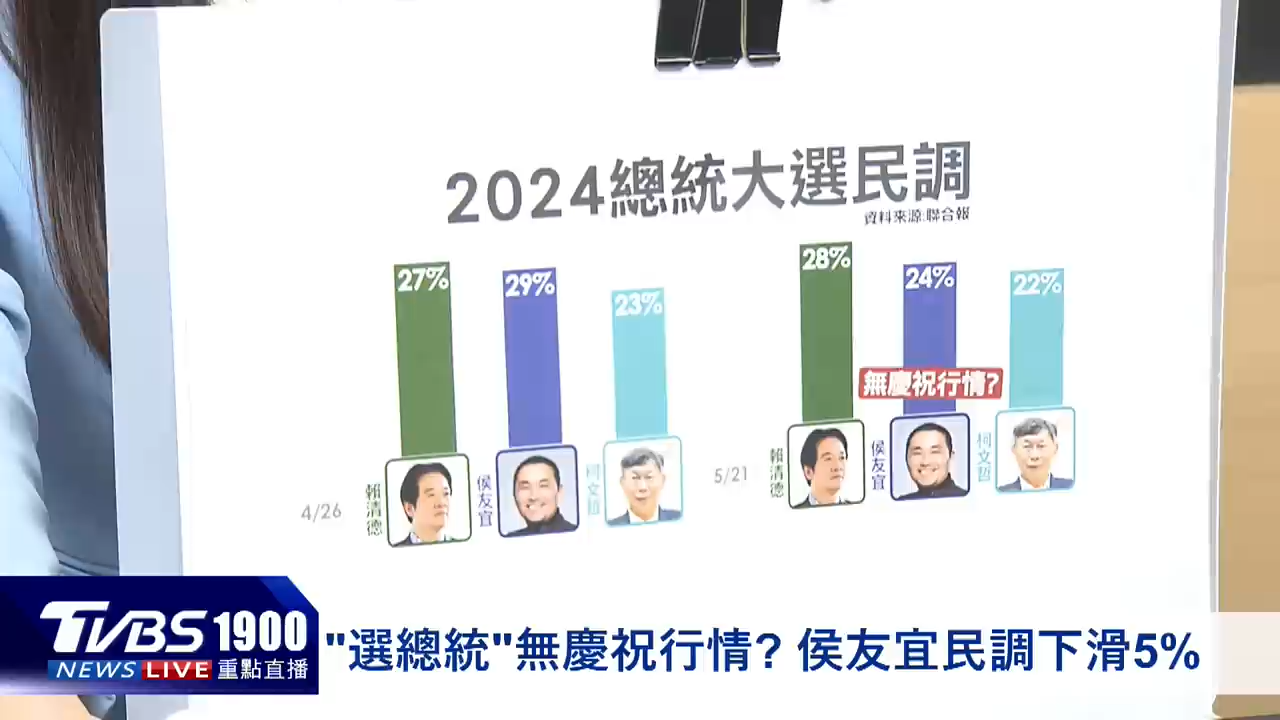 2024總統大選民調
資料來源:聯合報
27%
29%
23%
28%
24%
22%
無慶祝行情?
4/26
賴清德
侯友宜
柯文哲
5/21
賴清德
侯友宜
柯文哲
TVBS 1900
NEWS LIVE 重點直播
"選總統"無慶祝行情? 侯友宜民調下滑5%